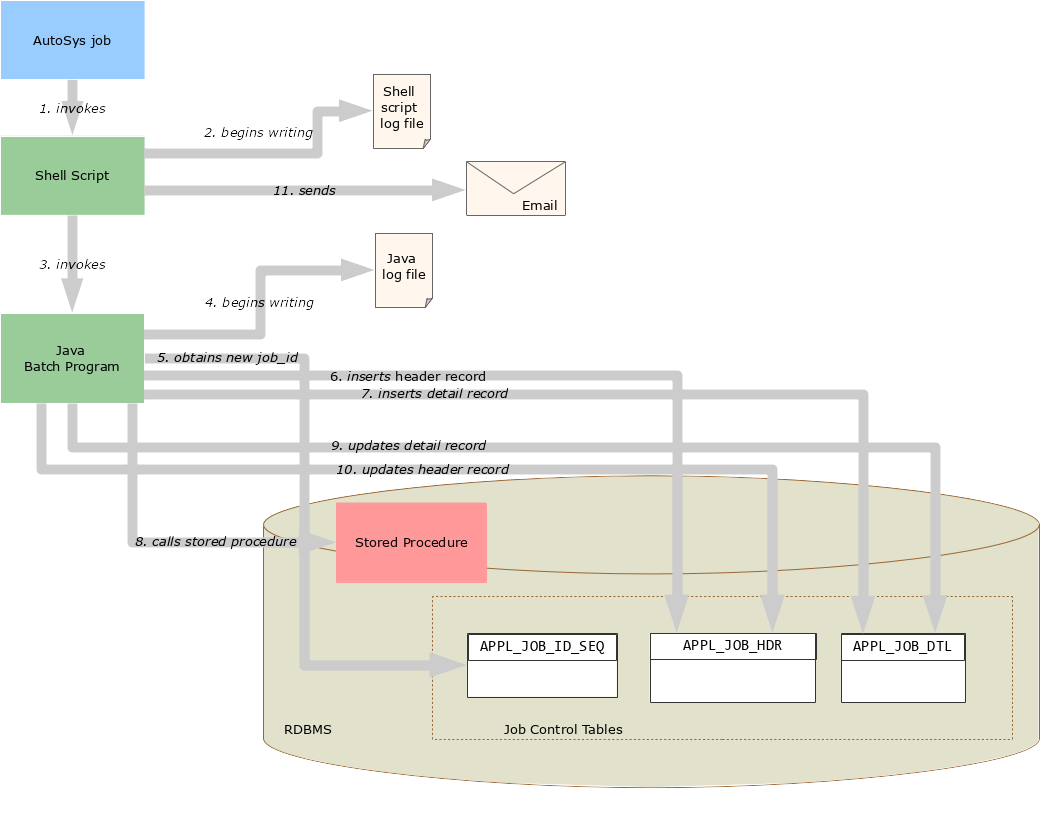 AutoSys job
1. invokes
Shell
script
log file
2. begins writing
Shell Script
11. sends
Email
3. invokes
Java
log file
4. begins writing
Java
Batch Program
5. obtains new job_id
6. inserts header record
7. inserts detail record
9. updates detail record
10. updates header record
8. calls stored procedure
Stored Procedure
APPL_JOB_ID_SEQ
APPL_JOB_HDR
APPL_JOB_DTL
RDBMS
Job Control Tables